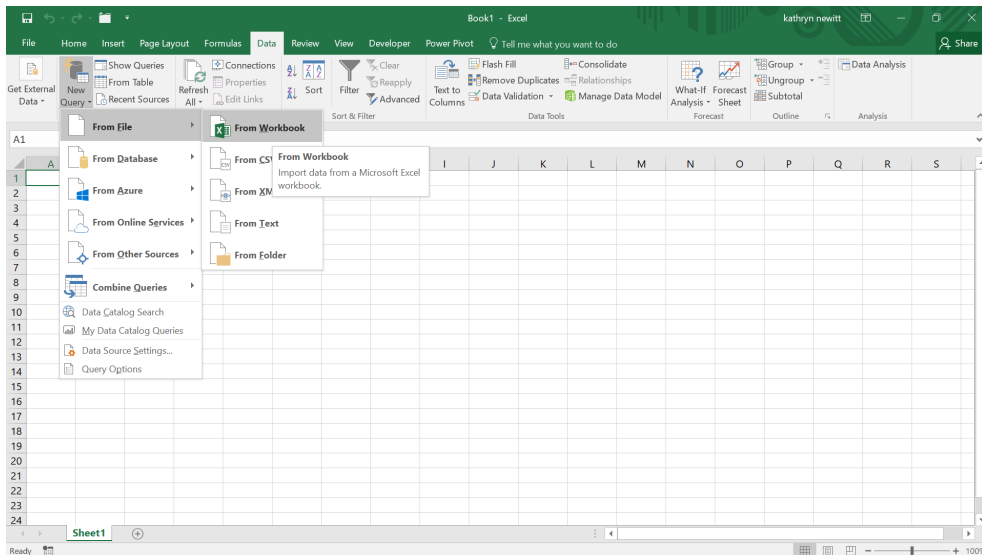 Book1 - Excel
kathryn newitt
File Home Insert Page Layout Formulas Data Review View Developer Power Pivot Tell me what you want to do Share
Get External Data
New Query
Show Queries
From Table
Recent Sources
Refresh All
Connections
Properties
Edit Links
Sort
Filter
Clear
Reapply
Advanced
Sort & Filter
Text to Columns
Flash Fill
Remove Duplicates
Data Validation
Consolidate
Relationships
Manage Data Model
Data Tools
What-If Analysis
Forecast Sheet
Forecast
Group
Ungroup
Subtotal
Outline
Data Analysis
Analysis
A1
From File
From Database
From Azure
From Online Services
From Other Sources
Combine Queries
Data Catalog Search
My Data Catalog Queries
Data Source Settings...
Query Options
From Workbook
From CSV
From XM
From Text
From Folder
From Workbook
Import data from a Microsoft Excel
workbook.
A I J K L M N O P Q R S
1
2
3
4
5
6
7
8
9
10
11
12
13
14
15
16
17
18
19
20
21
22
23
24
Sheet1
Ready
100%